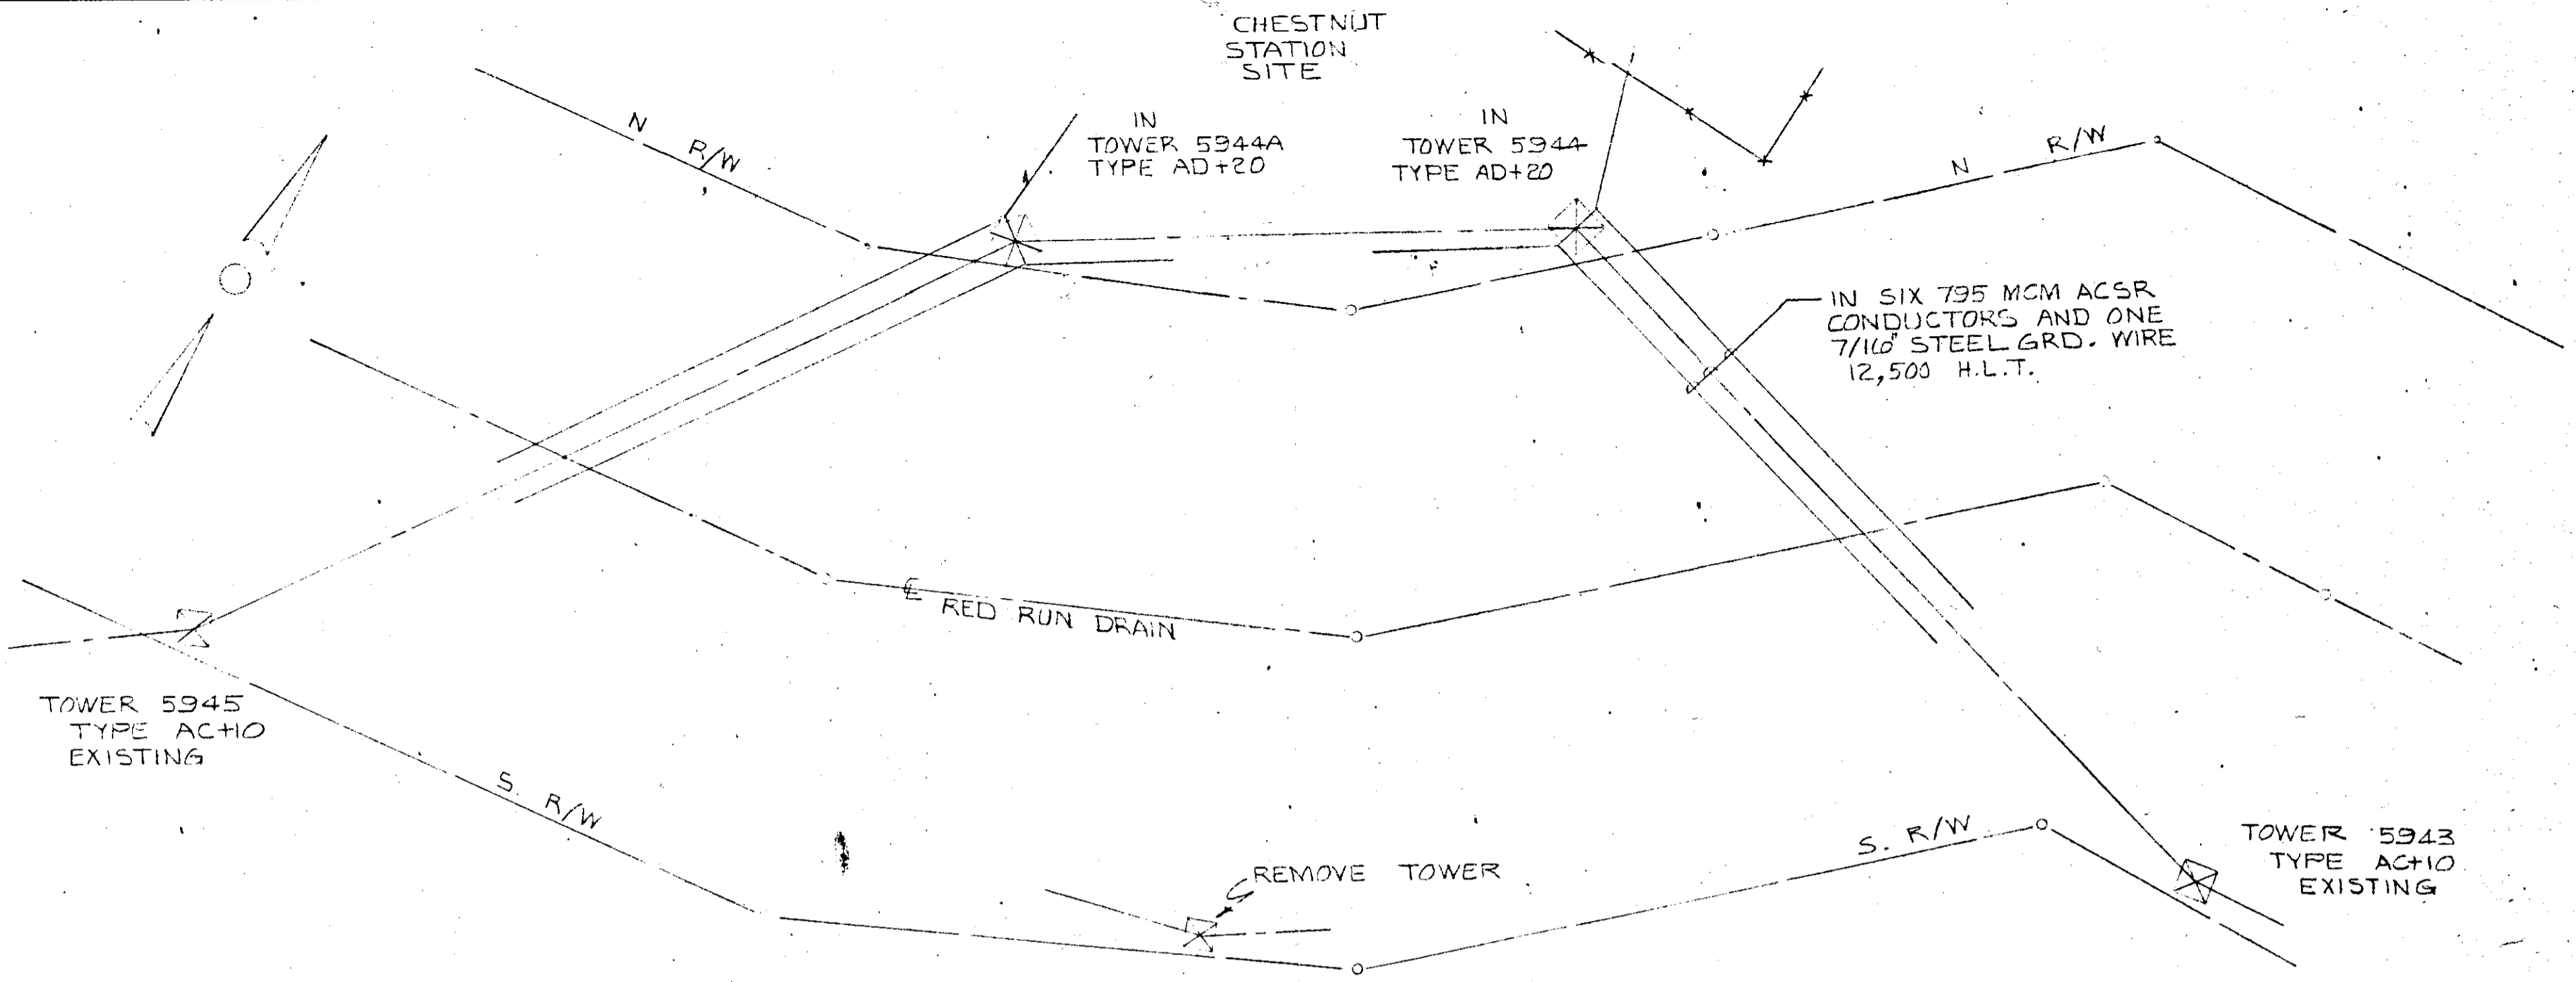 CHESTNUT
STATION
SITE
N R/W
IN
TOWER 5944A
TYPE AD+20
IN
TOWER 5944
TYPE AD+20
N R/W
IN SIX 795 MCM ACSR
CONDUCTORS AND ONE
7/16" STEEL GRD. WIRE
12,500 H.L.T.
℄ RED RUN DRAIN
TOWER 5945
TYPE AC+10
EXISTING
S. R/W
REMOVE TOWER
S. R/W
TOWER 5943
TYPE AC+10
EXISTING